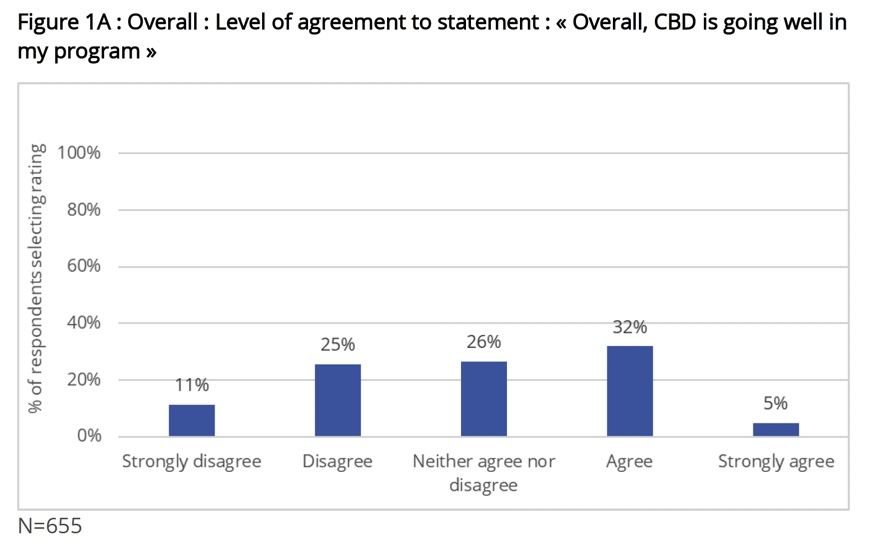 Figure 1A : Overall : Level of agreement to statement : « Overall, CBD is going well in
my program »
% of respondents selecting rating
100%
80%
60%
40%
20%
0%
11%
25%
26%
32%
5%
Strongly disagree
Disagree
Neither agree nor
disagree
Agree
Strongly agree
N=655